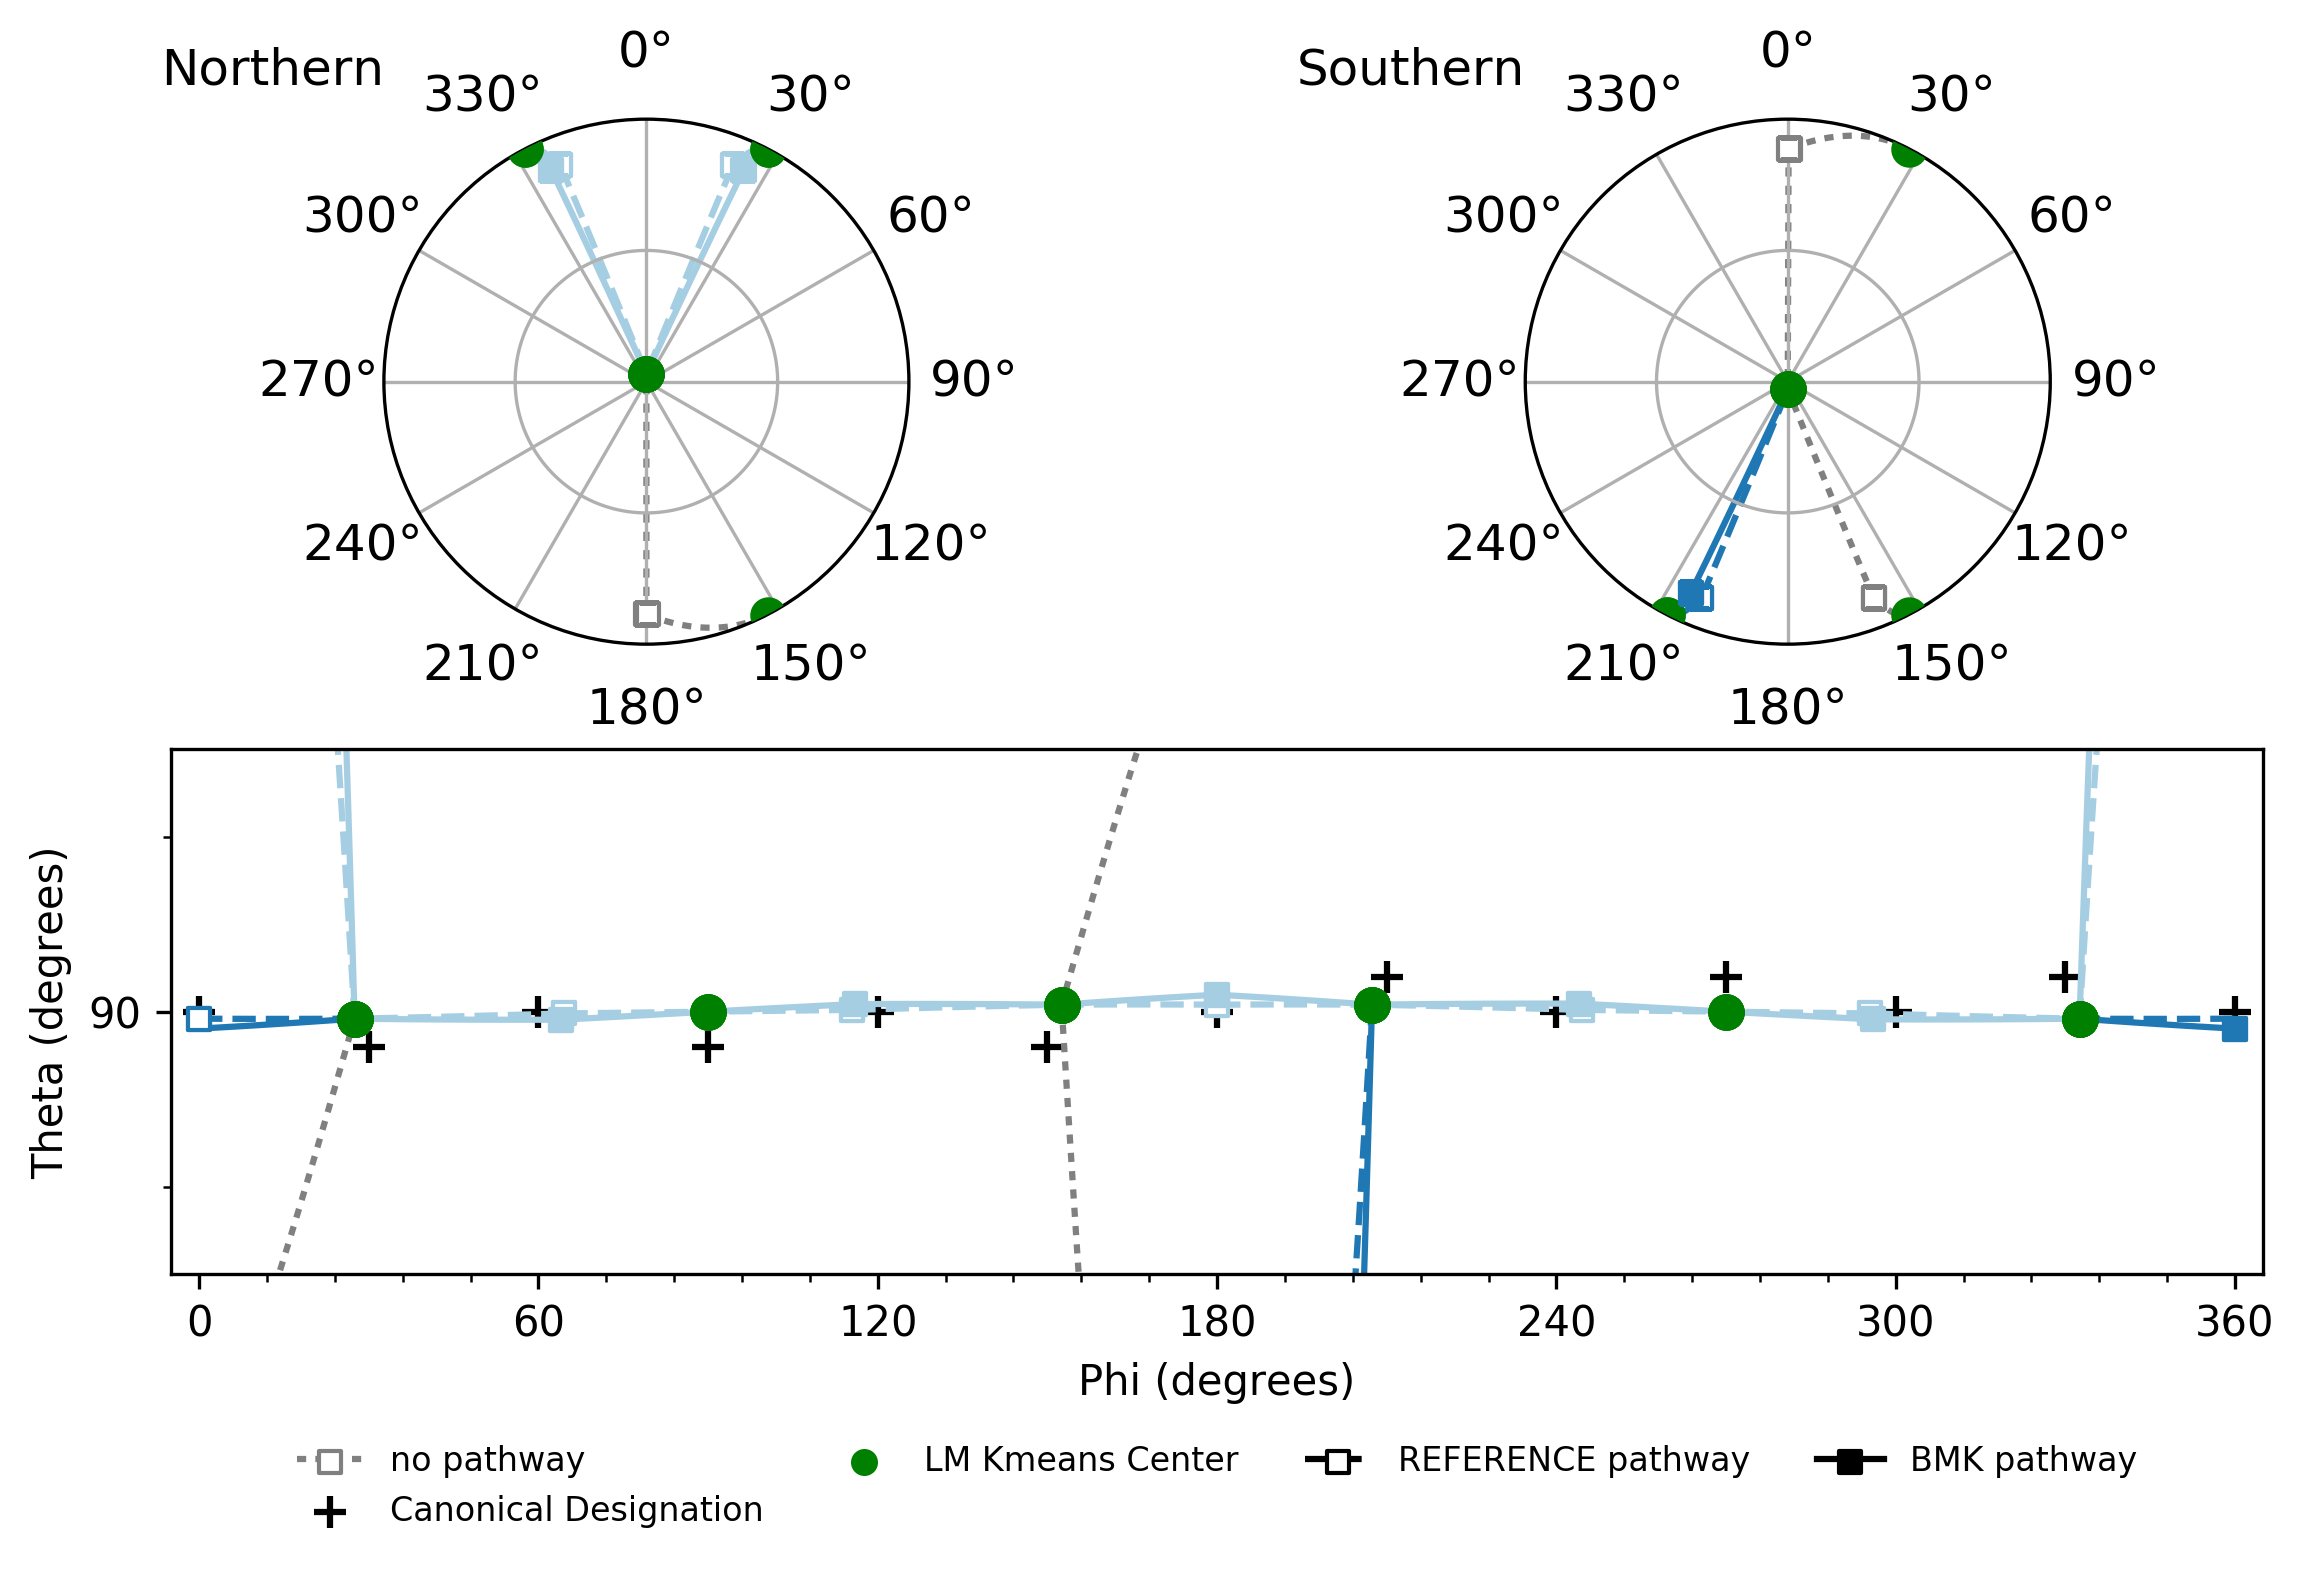 Northern
0°
330° 30°
300° 60°
270° 90°
240° 120°
210° 150°
180°
Southern
0°
330° 30°
300° 60°
270° 90°
240° 120°
210° 150°
180°
Theta (degrees)
90
0 60 120 180 240 300 360
Phi (degrees)
no pathway
Canonical Designation
LM Kmeans Center
REFERENCE pathway
BMK pathway